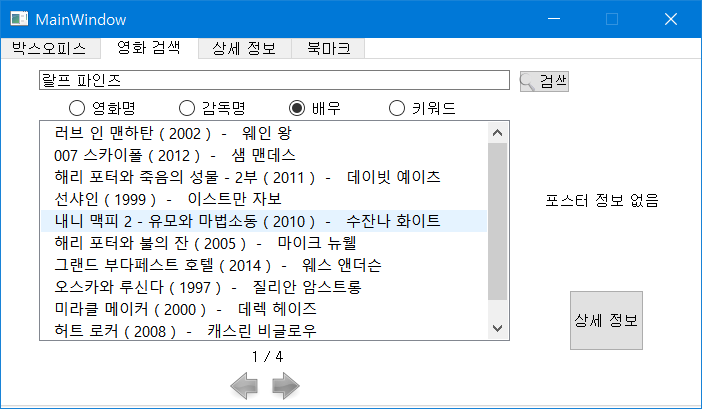 MainWindow
박스오피스 영화 검색 상세 정보 북마크
랄프 파인즈 검색
영화명 감독명 배우 키워드
러브 인 맨하탄 ( 2002 ) - 웨인 왕
007 스카이폴 ( 2012 ) - 샘 맨데스
해리 포터와 죽음의 성물 - 2부 ( 2011 ) - 데이빗 예이츠
선샤인 ( 1999 ) - 이스트만 자보
내니 맥피 2 - 유모와 마법소동 ( 2010 ) - 수잔나 화이트
해리 포터와 불의 잔 ( 2005 ) - 마이크 뉴웰
그랜드 부다페스트 호텔 ( 2014 ) - 웨스 앤더슨
오스카와 루신다 ( 1997 ) - 질리안 암스트롱
미라클 메이커 ( 2000 ) - 데렉 헤이즈
허트 로커 ( 2008 ) - 캐스린 비글로우
포스터 정보 없음
상세 정보
1 / 4